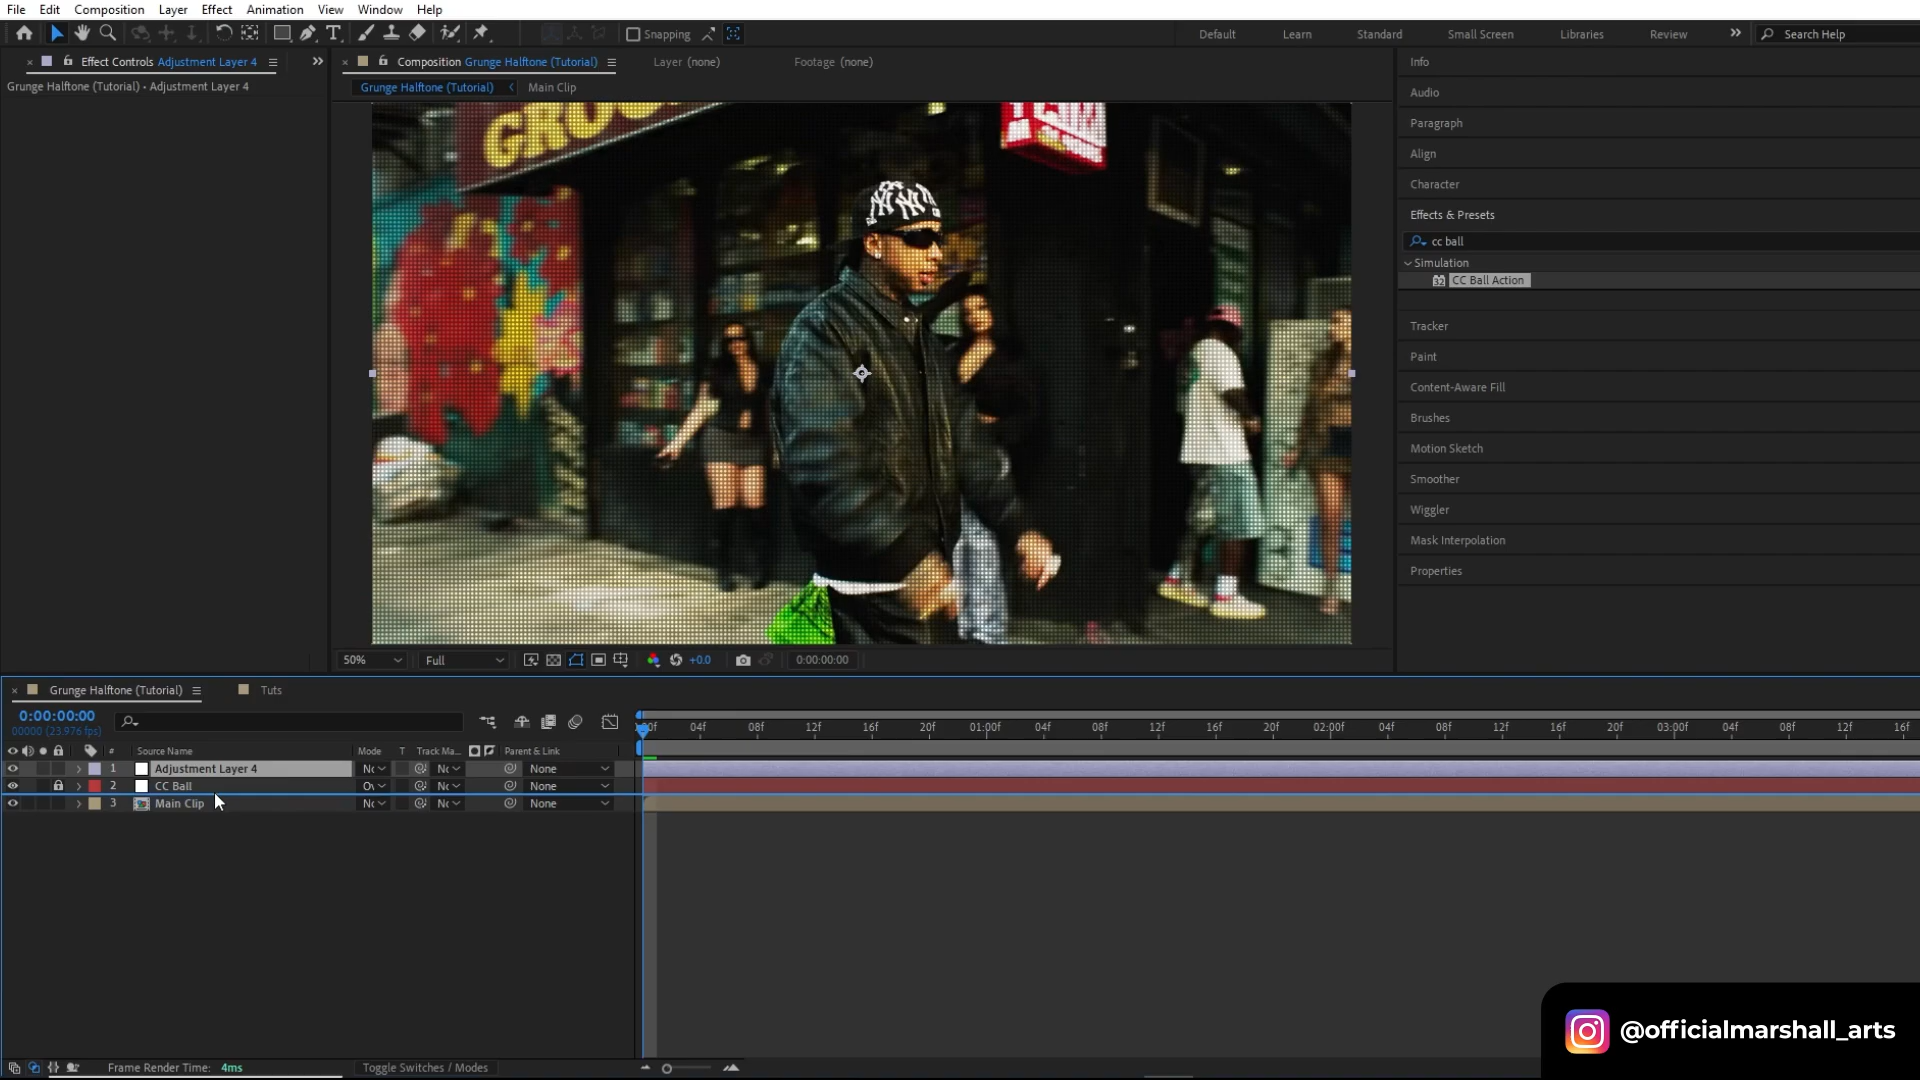 File Edit Composition Layer Effect Animation View Window Help
Snapping
Default Learn Standard Small Screen Libraries Review Search Help
Effect Controls Adjustment Layer 4
Composition Grunge Halftone (Tutorial)
Layer (none)
Footage (none)
Grunge Halftone (Tutorial) • Adjustment Layer 4
Grunge Halftone (Tutorial) Main Clip
Info
Audio
Paragraph
Align
Character
Effects & Presets
cc ball
Simulation
32 CC Ball Action
Tracker
Paint
Content-Aware Fill
Brushes
Motion Sketch
Smoother
Wiggler
Mask Interpolation
Properties
50% Full +0.0 0:00:00:00
Grunge Halftone (Tutorial) Tuts
0:00:00:00
00000 (23.976 fps)
04f 08f 12f 16f 20f 01:00f 04f 08f 12f 16f 20f 02:00f 04f 08f 12f 16f 20f 03:00f 04f 08f 12f 16f
# Source Name Mode T Track Ma... Parent & Link
1 Adjustment Layer 4 None
2 CC Ball None
3 Main Clip None
Frame Render Time: 4ms Toggle Switches / Modes
@officialmarshall_arts